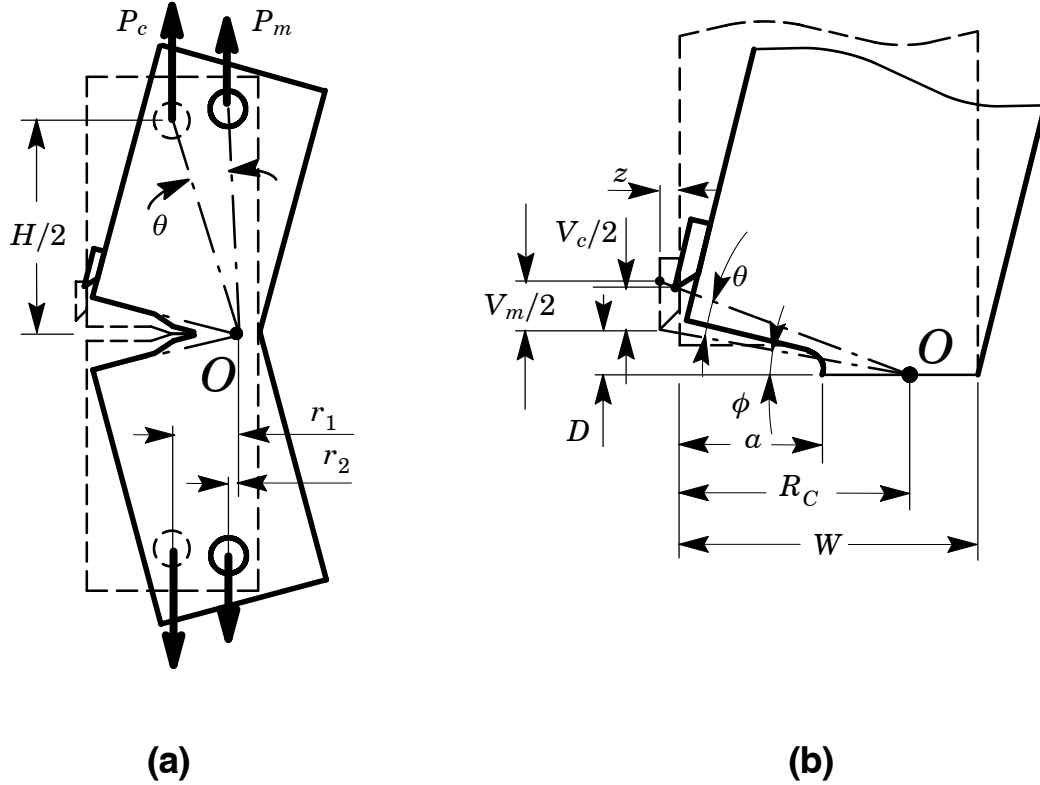 P_c
P_m
θ
H/2
O
r_1
r_2
(a)
z
V_c/2
θ
V_m/2
O
D
φ
a
R_C
W
(b)